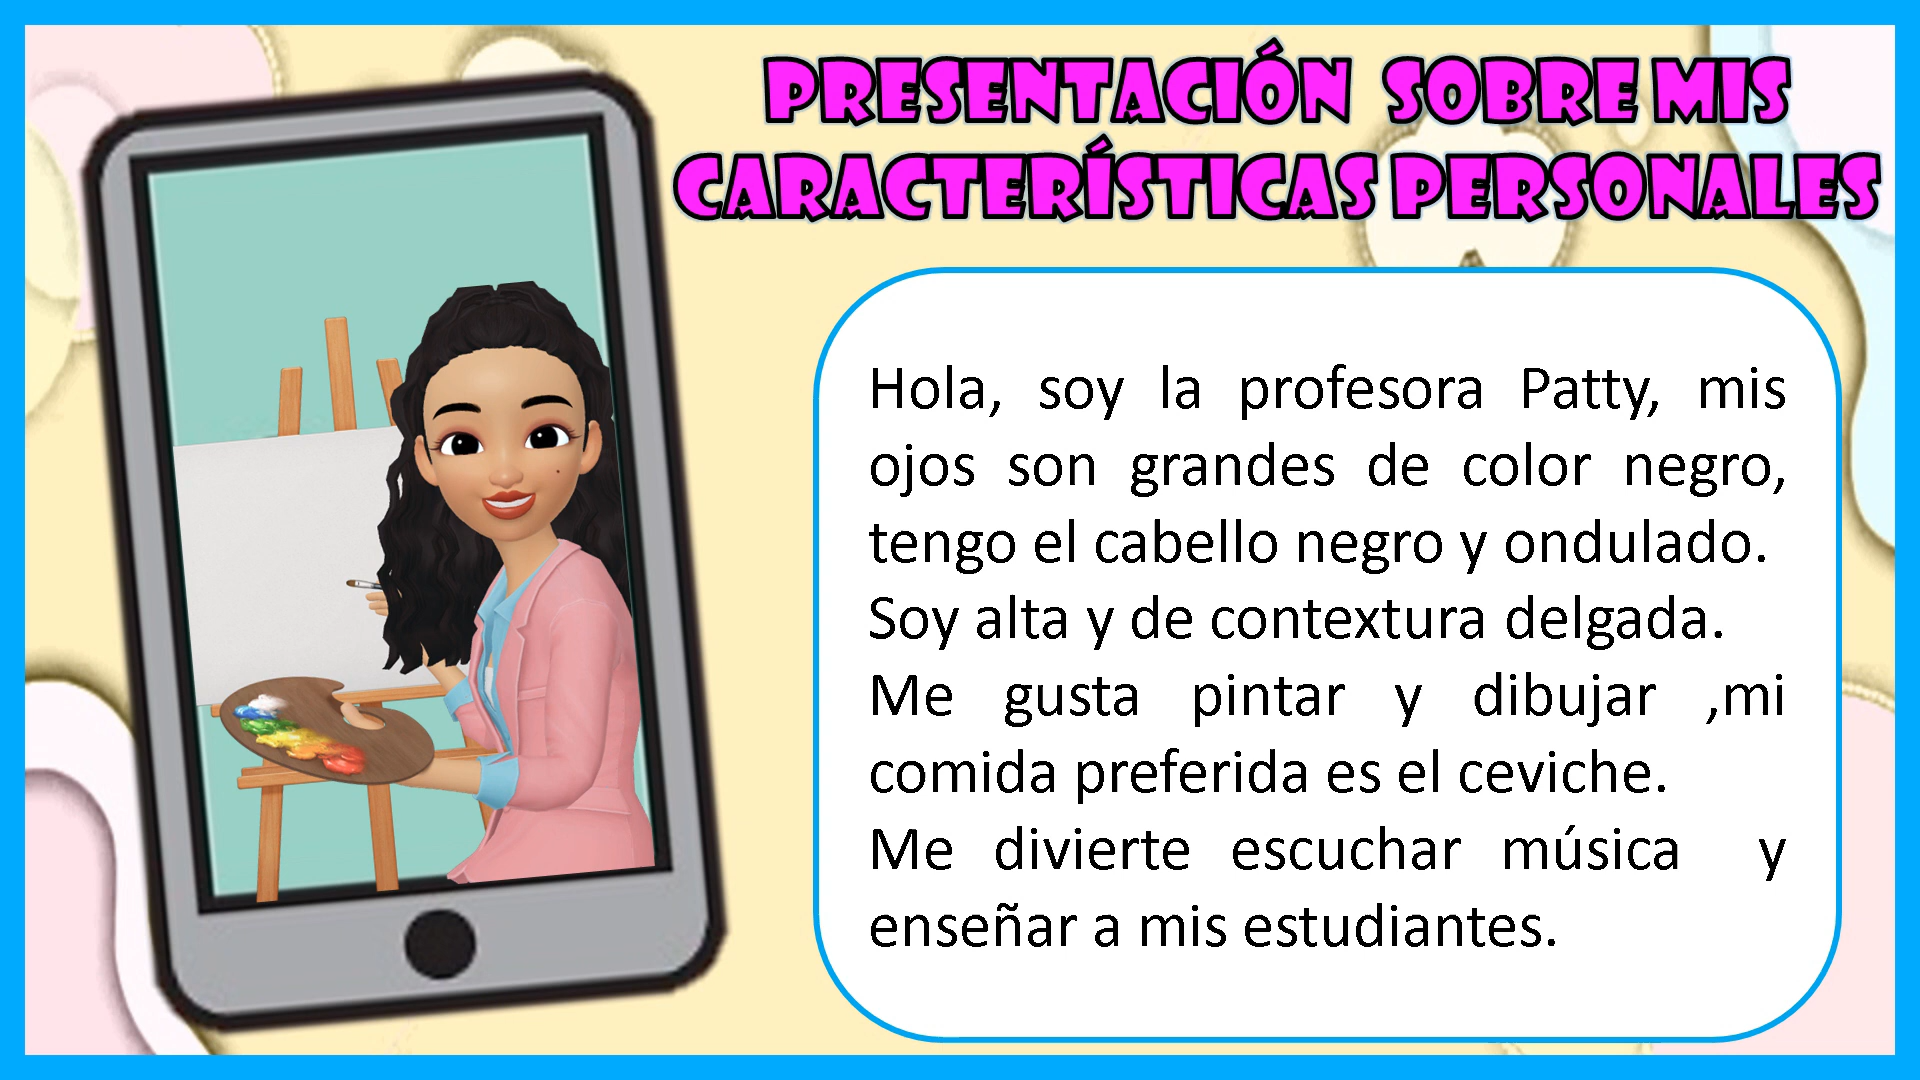 PRESENTACIÓN SOBRE MIS
CARACTERÍSTICAS PERSONALES
Hola, soy la profesora Patty, mis
ojos son grandes de color negro,
tengo el cabello negro y ondulado.
Soy alta y de contextura delgada.
Me gusta pintar y dibujar ,mi
comida preferida es el ceviche.
Me divierte escuchar música y
enseñar a mis estudiantes.